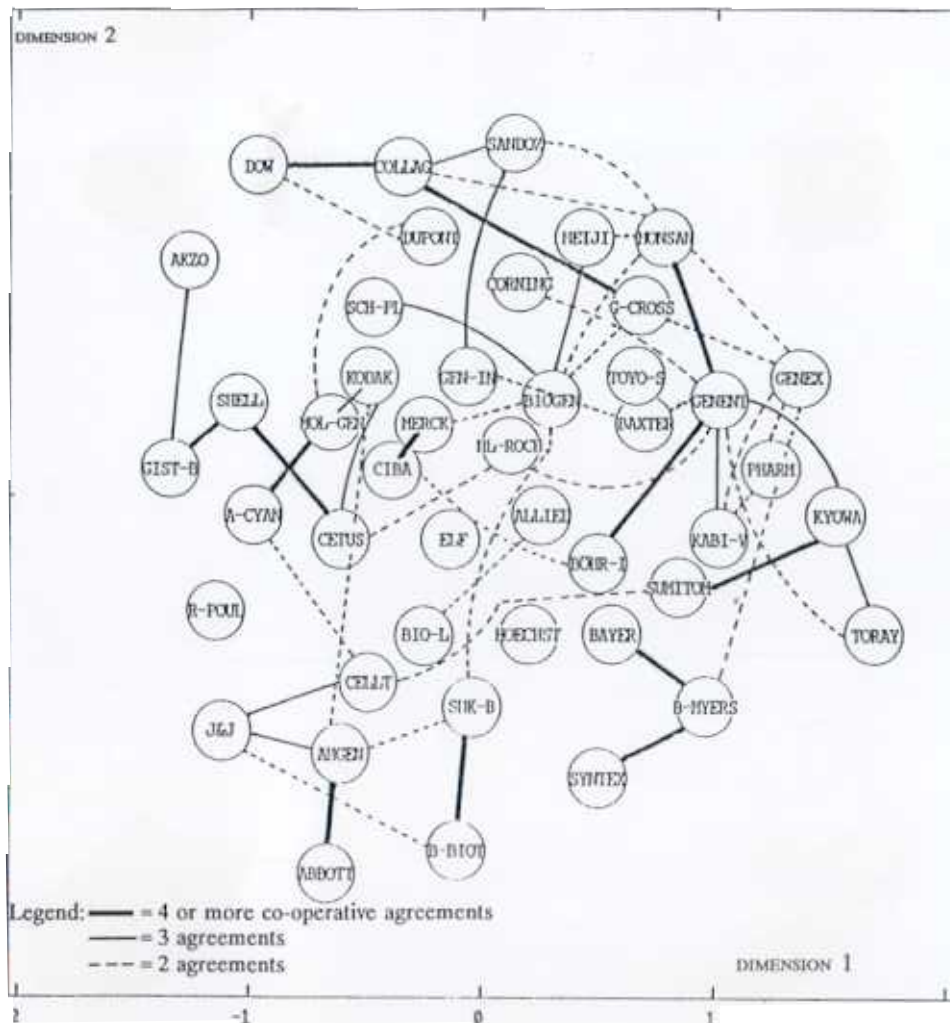 DIMENSION 2
SANDOZ
DOW
COLLAG
DUPONT
MEIJI
MONSAN
AKZO
CORNING
SCH-PL
G-CROSS
KODAK
GEN-IN
TOYO-S
GENEX
SHELL
BIOGEN
GENENT
MOL-GEN
MERCK
BAXTER
HL-ROCH
GIST-B
CIBA
PHARM
A-CYAN
ALLIED
KYOWA
CETUS
ELF
KABI-V
BOHR-I
SUMITOM
R-POUL
BIO-L
HOECHST
BAYER
TORAY
CELLT
SMK-B
B-MYERS
J&J
AMGEN
SYNTEX
B-BIOT
ABBOTT
Legend: = 4 or more co-operative agreements
= 3 agreements
= 2 agreements
DIMENSION 1
2 -1 0 1